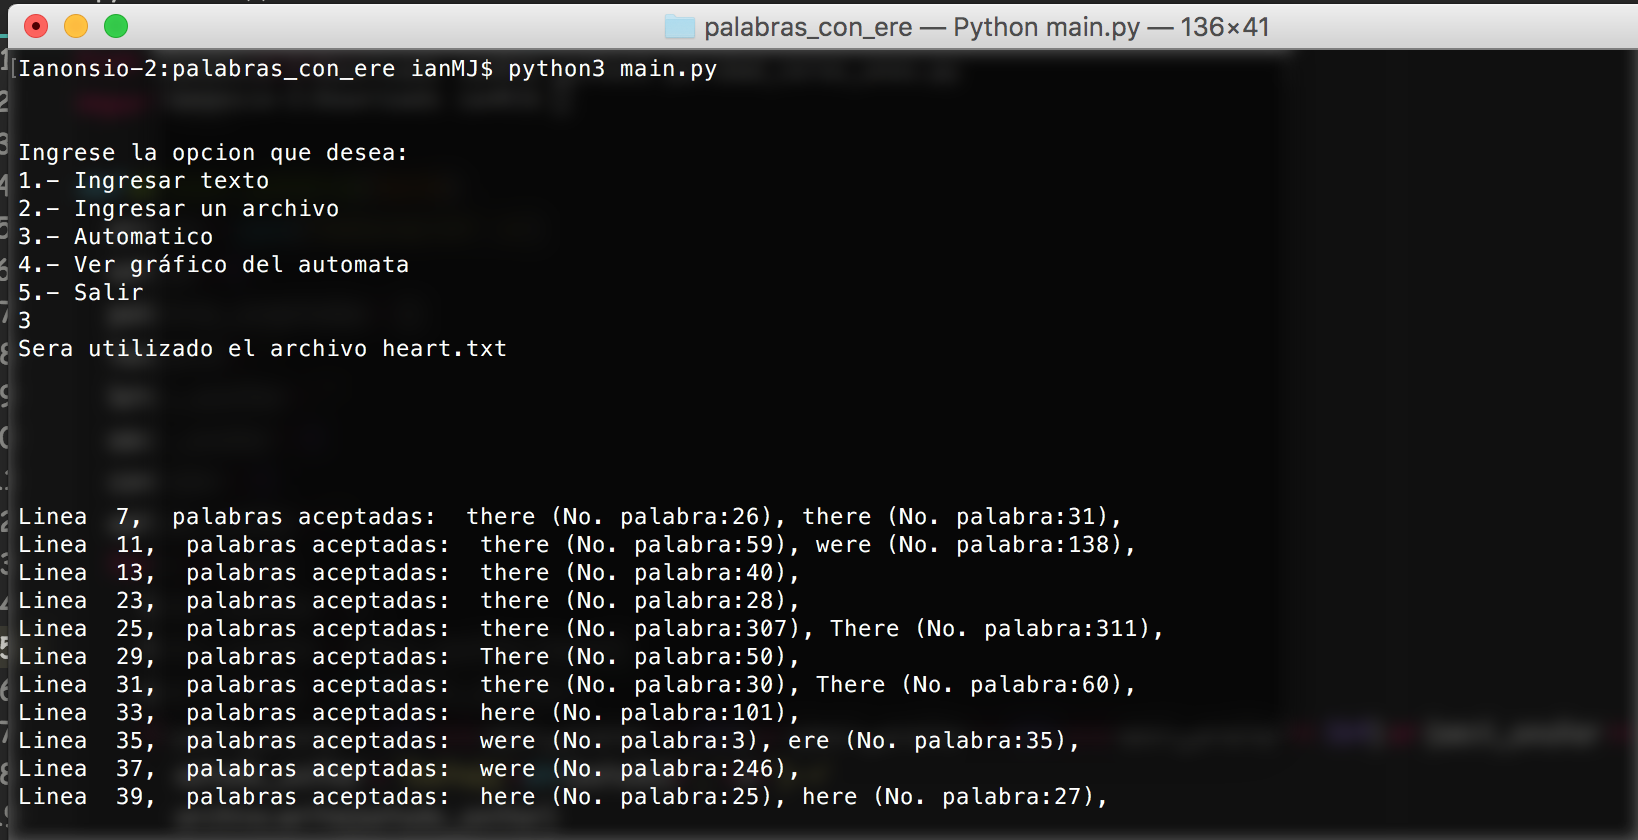 palabras_con_ere — Python main.py — 136×41
Ianonsio-2:palabras_con_ere ianMJ$ python3 main.py
Ingrese la opcion que desea:
1.- Ingresar texto
2.- Ingresar un archivo
3.- Automatico
4.- Ver gráfico del automata
5.- Salir
3
Sera utilizado el archivo heart.txt
Linea  7,  palabras aceptadas:  there (No. palabra:26), there (No. palabra:31),
Linea  11,  palabras aceptadas:  there (No. palabra:59), were (No. palabra:138),
Linea  13,  palabras aceptadas:  there (No. palabra:40),
Linea  23,  palabras aceptadas:  there (No. palabra:28),
Linea  25,  palabras aceptadas:  there (No. palabra:307), There (No. palabra:311),
Linea  29,  palabras aceptadas:  There (No. palabra:50),
Linea  31,  palabras aceptadas:  there (No. palabra:30), There (No. palabra:60),
Linea  33,  palabras aceptadas:  here (No. palabra:101),
Linea  35,  palabras aceptadas:  were (No. palabra:3), ere (No. palabra:35),
Linea  37,  palabras aceptadas:  were (No. palabra:246),
Linea  39,  palabras aceptadas:  here (No. palabra:25), here (No. palabra:27),